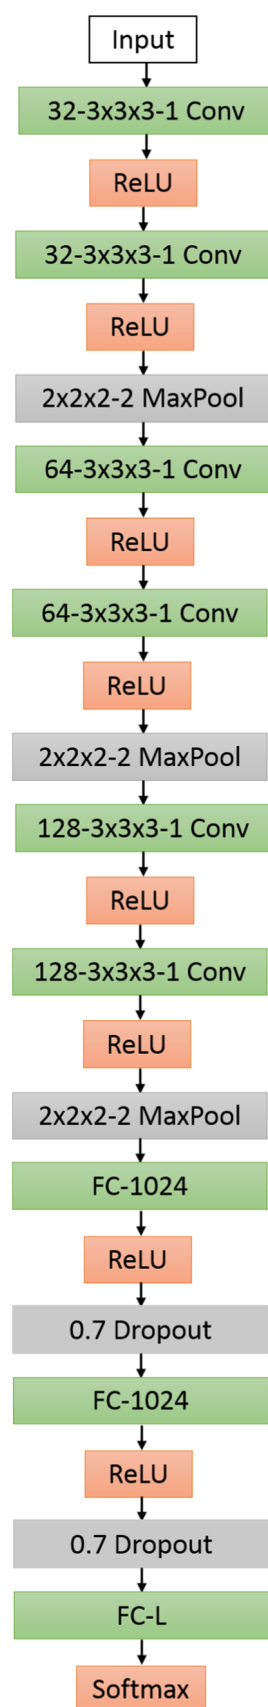 Input
32-3x3x3-1 Conv
ReLU
32-3x3x3-1 Conv
ReLU
2x2x2-2 MaxPool
64-3x3x3-1 Conv
ReLU
64-3x3x3-1 Conv
ReLU
2x2x2-2 MaxPool
128-3x3x3-1 Conv
ReLU
128-3x3x3-1 Conv
ReLU
2x2x2-2 MaxPool
FC-1024
ReLU
0.7 Dropout
FC-1024
ReLU
0.7 Dropout
FC-L
Softmax